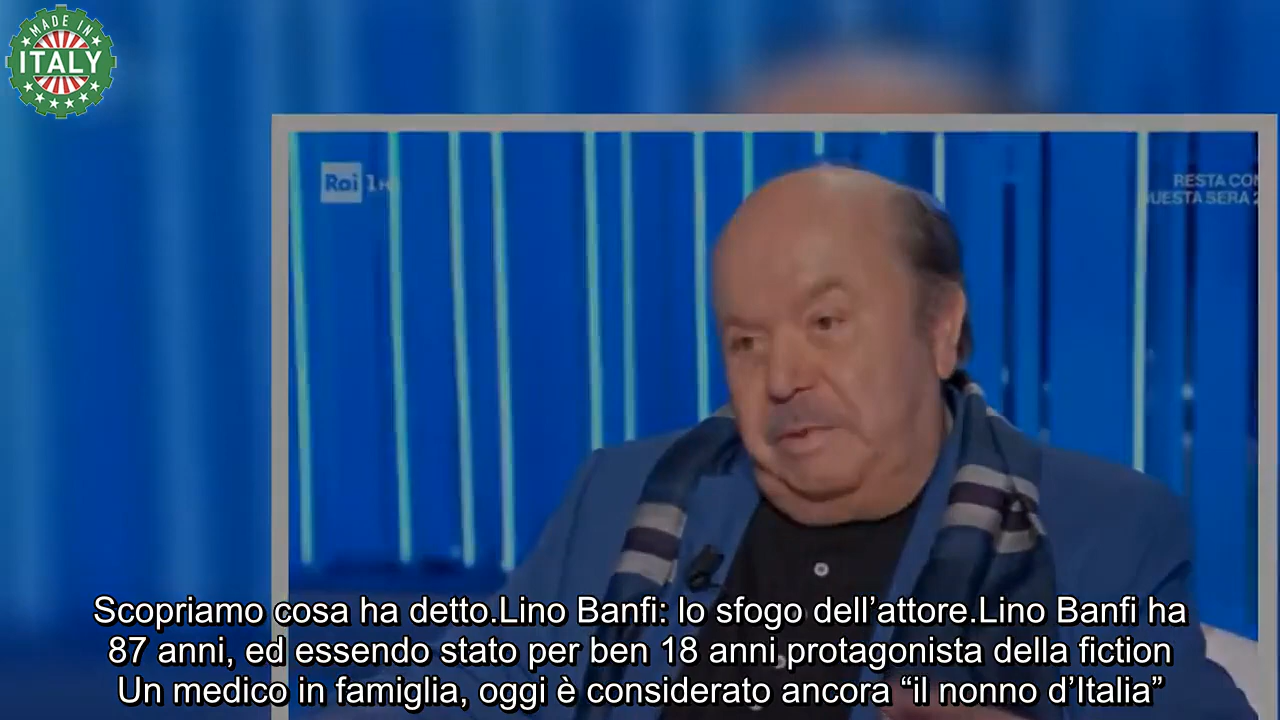 MADE IN
ITALY
Rai 1
RESTA CON
QUESTA SERA 2
Scopriamo cosa ha detto.Lino Banfi: lo sfogo dell’attore.Lino Banfi ha
87 anni, ed essendo stato per ben 18 anni protagonista della fiction
Un medico in famiglia, oggi è considerato ancora “il nonno d’Italia”